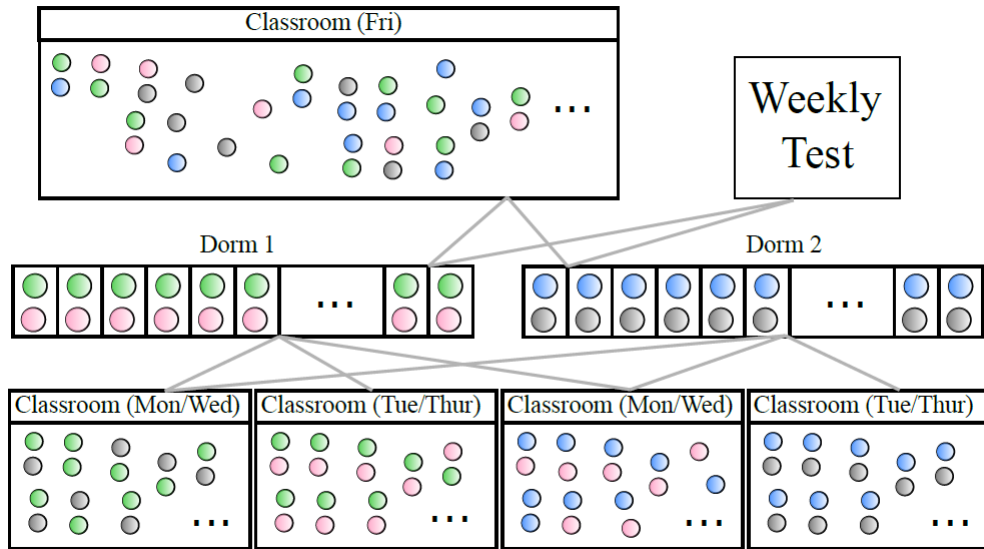 Classroom (Fri)
Weekly
Test
Dorm 1
Dorm 2
...
...
...
Classroom (Mon/Wed)
Classroom (Tue/Thur)
Classroom (Mon/Wed)
Classroom (Tue/Thur)
...
...
...
...